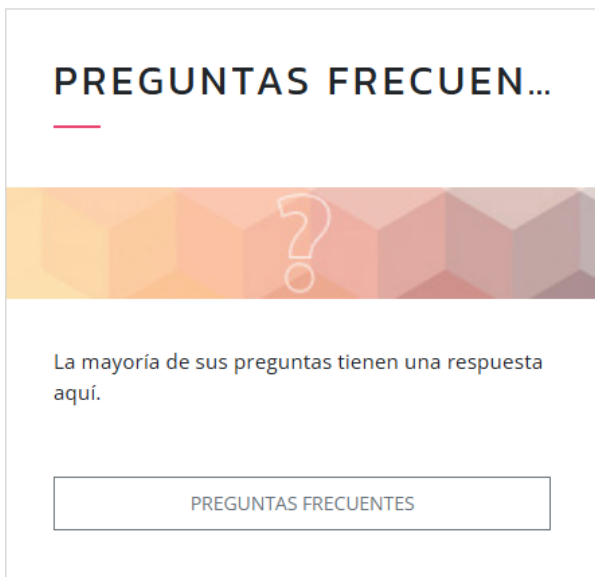 PREGUNTAS FRECUEN...
?
La mayoría de sus preguntas tienen una respuesta
aquí.
PREGUNTAS FRECUENTES